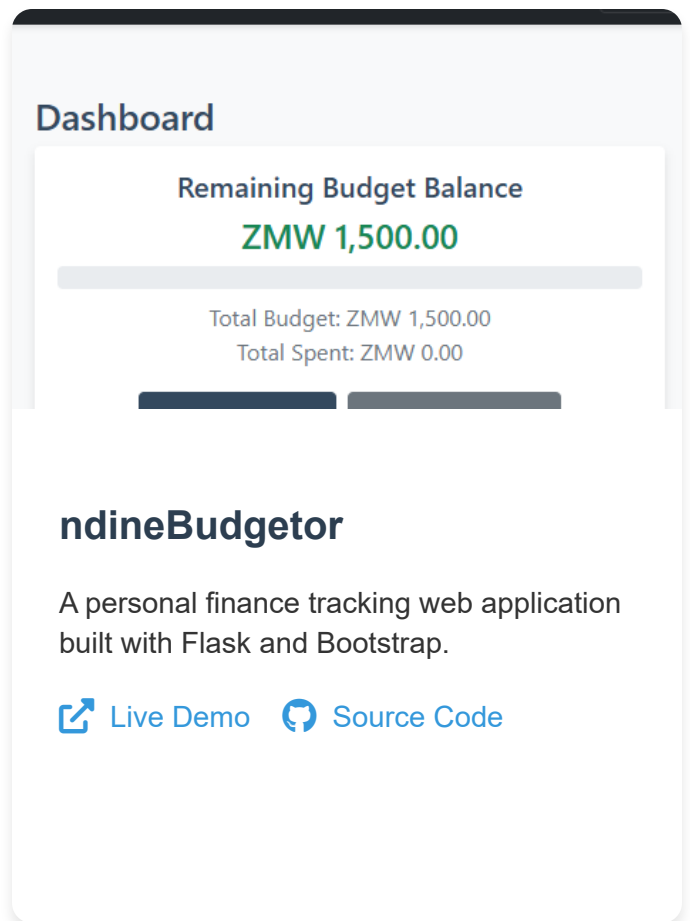 Dashboard
Remaining Budget Balance
ZMW 1,500.00
Total Budget: ZMW 1,500.00
Total Spent: ZMW 0.00
ndineBudgetor
A personal finance tracking web application
built with Flask and Bootstrap.
Live Demo Source Code